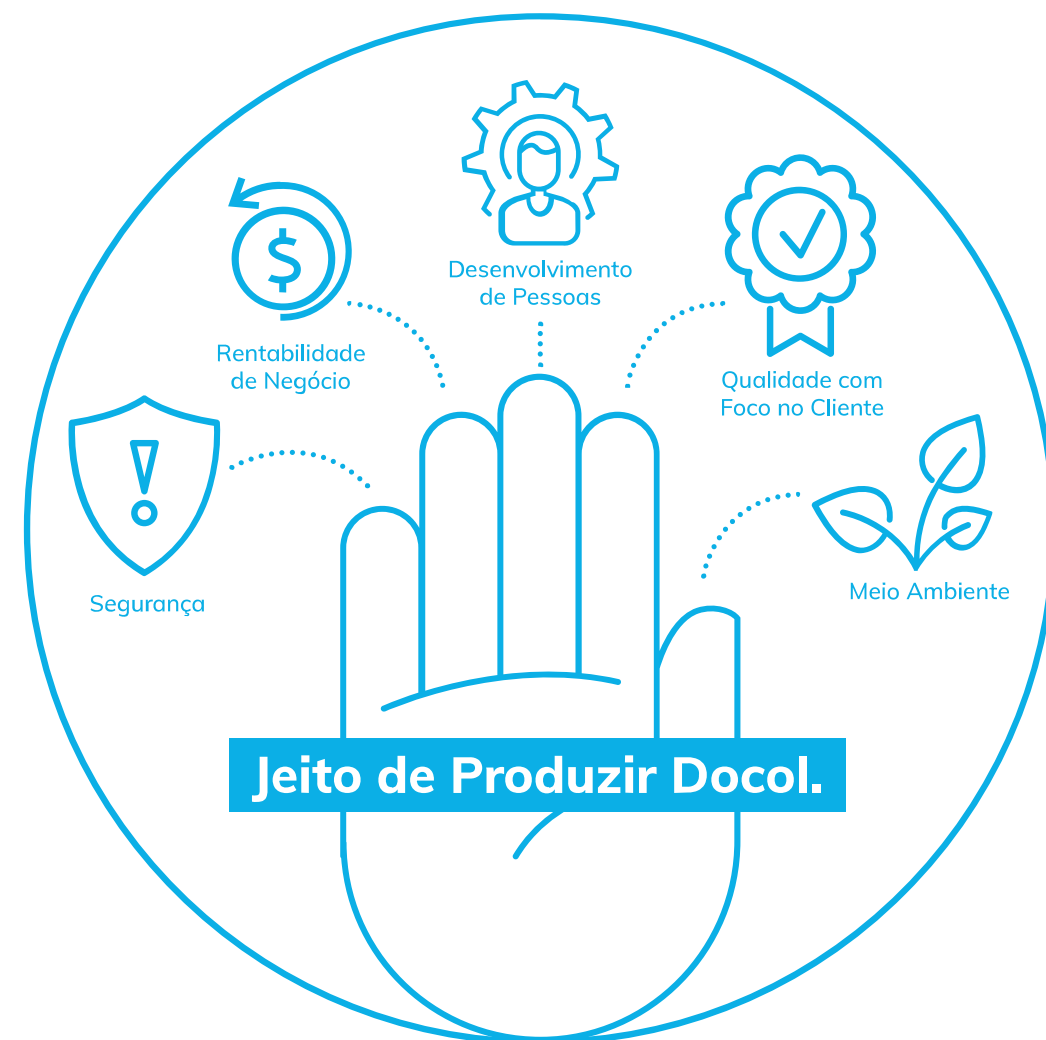 Desenvolvimento
de Pessoas
Rentabilidade
de Negócio
Qualidade com
Foco no Cliente
Segurança
Meio Ambiente
Jeito de Produzir Docol.